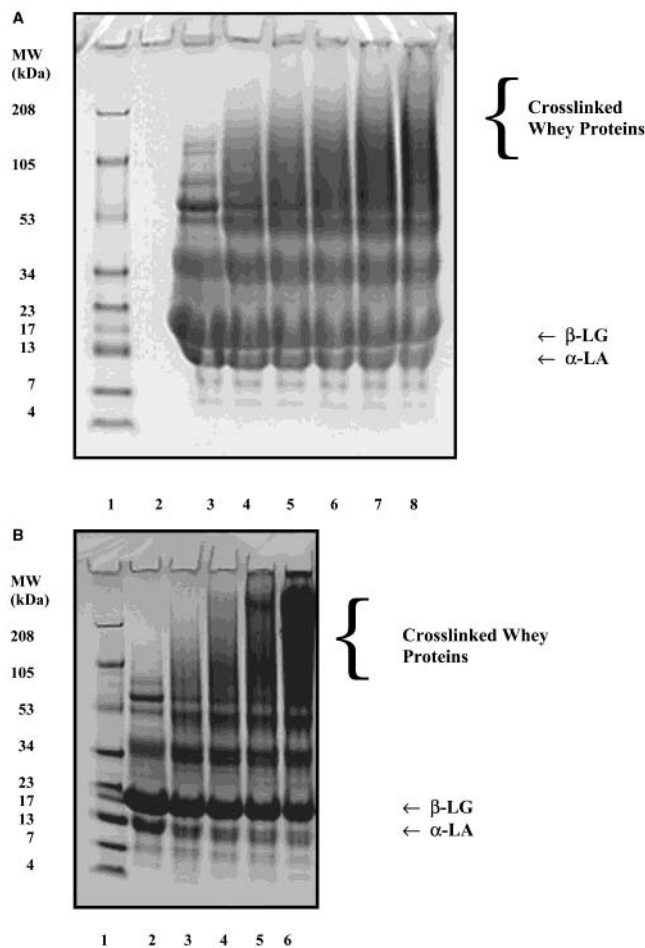 A
MW
(kDa)
208
105
53
34
23
17
13
7
4
Crosslinked
Whey Proteins
← β-LG
← α-LA
1 2 3 4 5 6 7 8
B
MW
(kDa)
208
105
53
34
23
17
13
7
4
Crosslinked Whey
Proteins
← β-LG
← α-LA
1 2 3 4 5 6